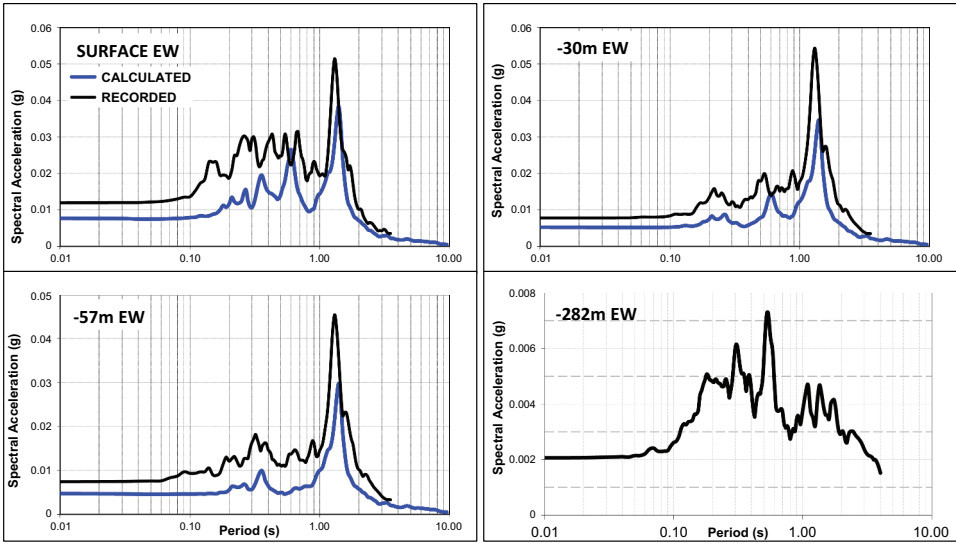 SURFACE EW
CALCULATED
RECORDED
Spectral Acceleration (g)
0.06
0.05
0.04
0.03
0.02
0.01
0
0.01 0.10 1.00 10.00
-30m EW
Spectral Acceleration (g)
0.06
0.05
0.04
0.03
0.02
0.01
0
0.01 0.10 1.00 10.00
-57m EW
Spectral Acceleration (g)
0.05
0.04
0.03
0.02
0.01
0
0.01 0.10 1.00 10.00
Period (s)
-282m EW
Spectral Acceleration (g)
0.008
0.006
0.004
0.002
0
0.01 0.10 1.00 10.00
Period (s)